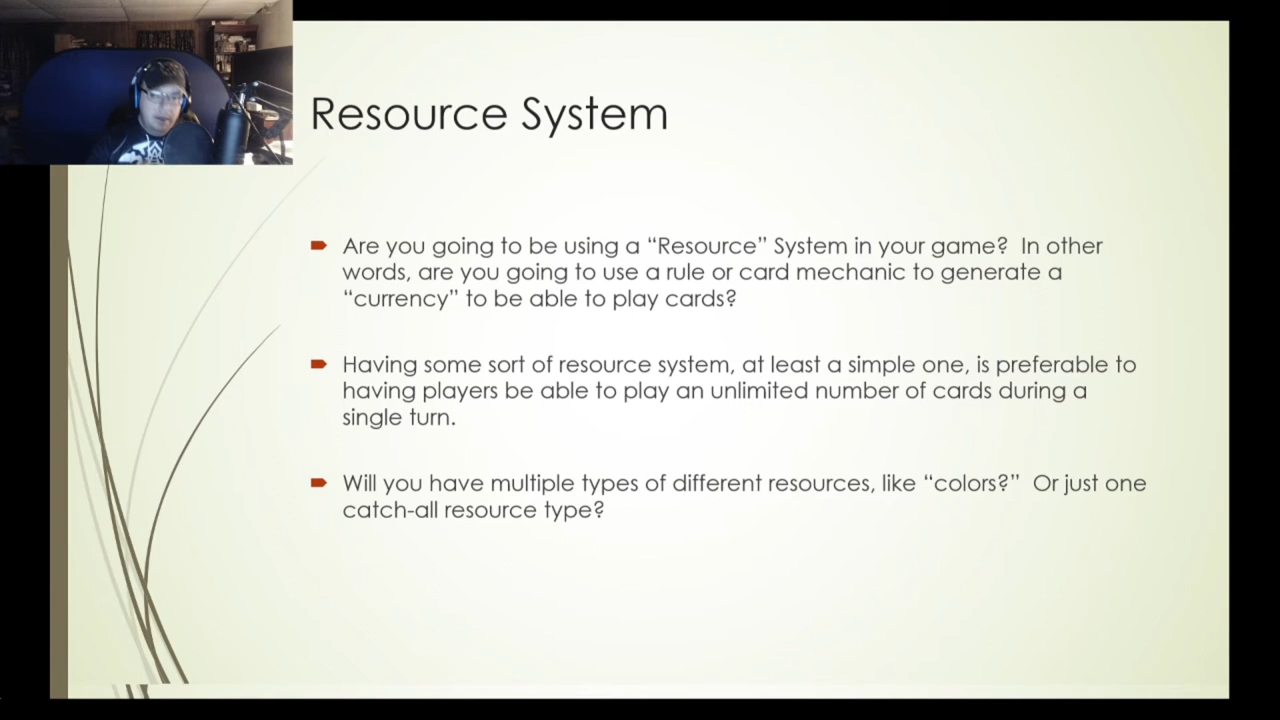 Resource System
Are you going to be using a “Resource” System in your game?  In other
words, are you going to use a rule or card mechanic to generate a
“currency” to be able to play cards?
Having some sort of resource system, at least a simple one, is preferable to
having players be able to play an unlimited number of cards during a
single turn.
Will you have multiple types of different resources, like “colors?”  Or just one
catch-all resource type?